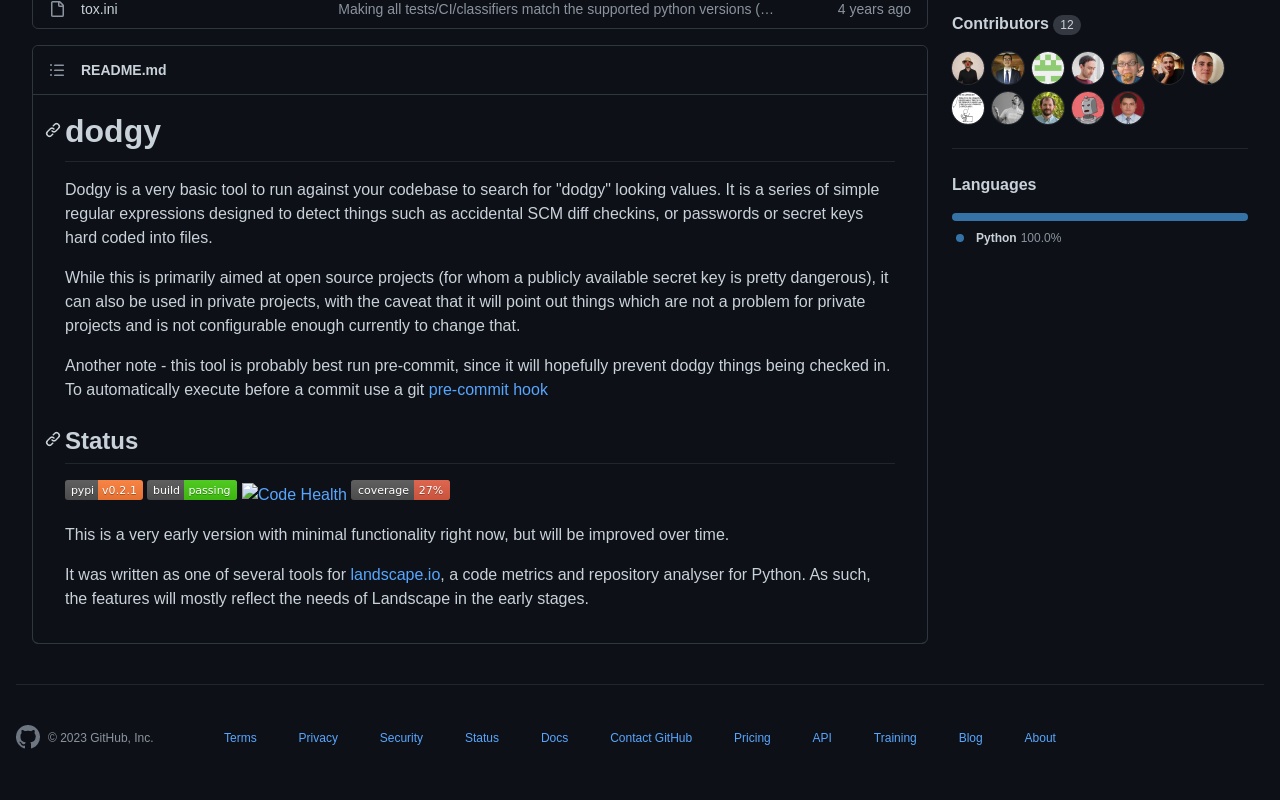 tox.ini Making all tests/CI/classifiers match the supported python versions (… 4 years ago
README.md
dodgy
Dodgy is a very basic tool to run against your codebase to search for "dodgy" looking values. It is a series of simple
regular expressions designed to detect things such as accidental SCM diff checkins, or passwords or secret keys
hard coded into files.
While this is primarily aimed at open source projects (for whom a publicly available secret key is pretty dangerous), it
can also be used in private projects, with the caveat that it will point out things which are not a problem for private
projects and is not configurable enough currently to change that.
Another note - this tool is probably best run pre-commit, since it will hopefully prevent dodgy things being checked in.
To automatically execute before a commit use a git pre-commit hook
Status
pypi v0.2.1 build passing Code Health coverage 27%
This is a very early version with minimal functionality right now, but will be improved over time.
It was written as one of several tools for landscape.io, a code metrics and repository analyser for Python. As such,
the features will mostly reflect the needs of Landscape in the early stages.
Contributors 12
Languages
Python 100.0%
© 2023 GitHub, Inc. Terms Privacy Security Status Docs Contact GitHub Pricing API Training Blog About